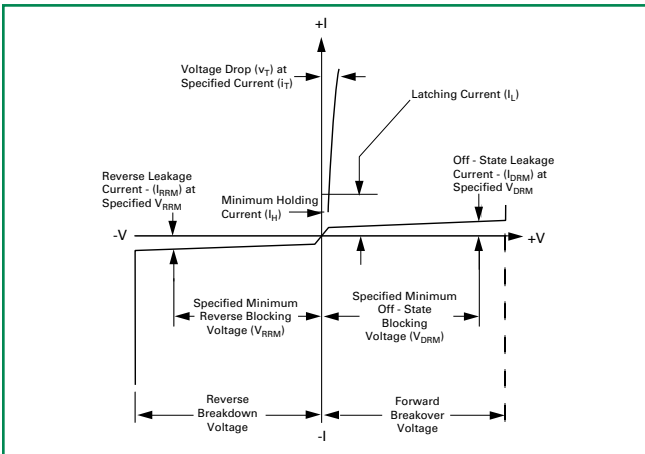 +I
Voltage Drop (vT) at
Specified Current (iT)
Latching Current (IL)
Reverse Leakage
Current - (IRRM) at
Specified VRRM
Off - State Leakage
Current - (IDRM) at
Specified VDRM
Minimum Holding
Current (IH)
-V
+V
Specified Minimum
Reverse Blocking
Voltage (VRRM)
Specified Minimum
Off - State
Blocking
Voltage (VDRM)
Reverse
Breakdown
Voltage
Forward
Breakover
Voltage
-I